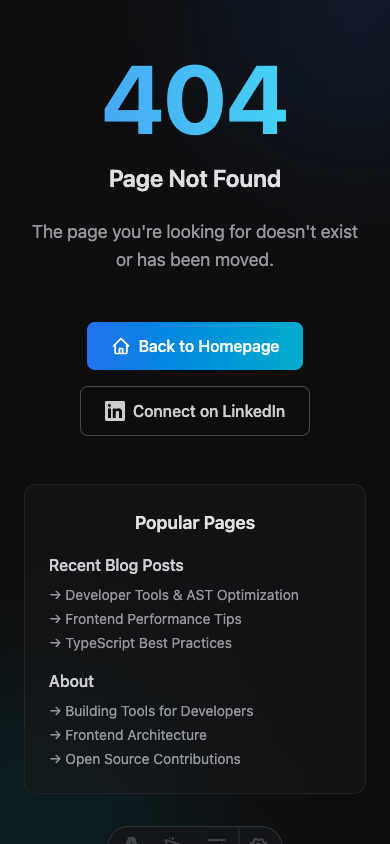 404
Page Not Found
The page you're looking for doesn't exist
or has been moved.
Back to Homepage
Connect on LinkedIn
Popular Pages
Recent Blog Posts
→ Developer Tools & AST Optimization
→ Frontend Performance Tips
→ TypeScript Best Practices
About
→ Building Tools for Developers
→ Frontend Architecture
→ Open Source Contributions